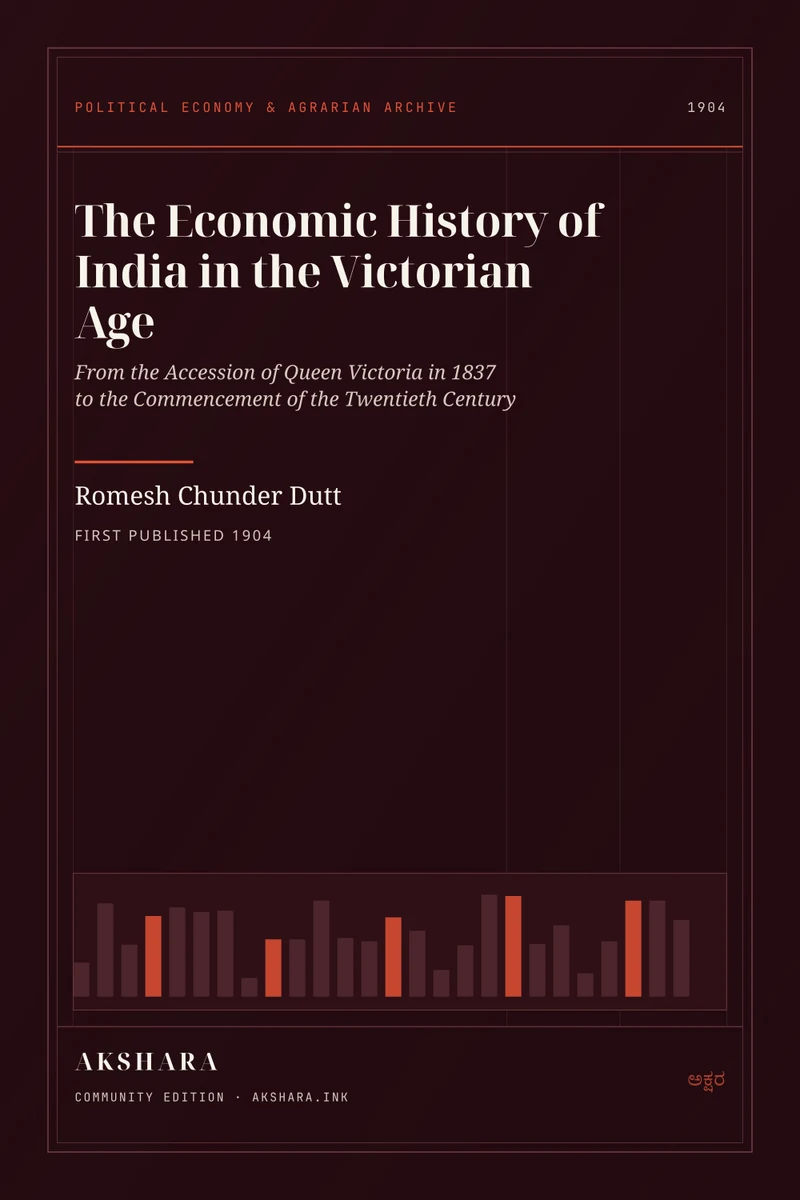 POLITICAL ECONOMY & AGRARIAN ARCHIVE 1904
The Economic History of
India in the Victorian
Age
From the Accession of Queen Victoria in 1837
to the Commencement of the Twentieth Century
Romesh Chunder Dutt
FIRST PUBLISHED 1904
AKSHARA
COMMUNITY EDITION · AKSHARA.INK
ಅಕ್ಷರ